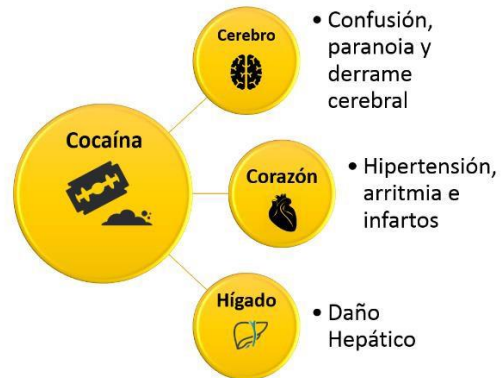 Cerebro
• Confusión,
paranoia y
derrame
cerebral
Cocaína
Corazón
• Hipertensión,
arritmia e
infartos
Hígado
• Daño
Hepático